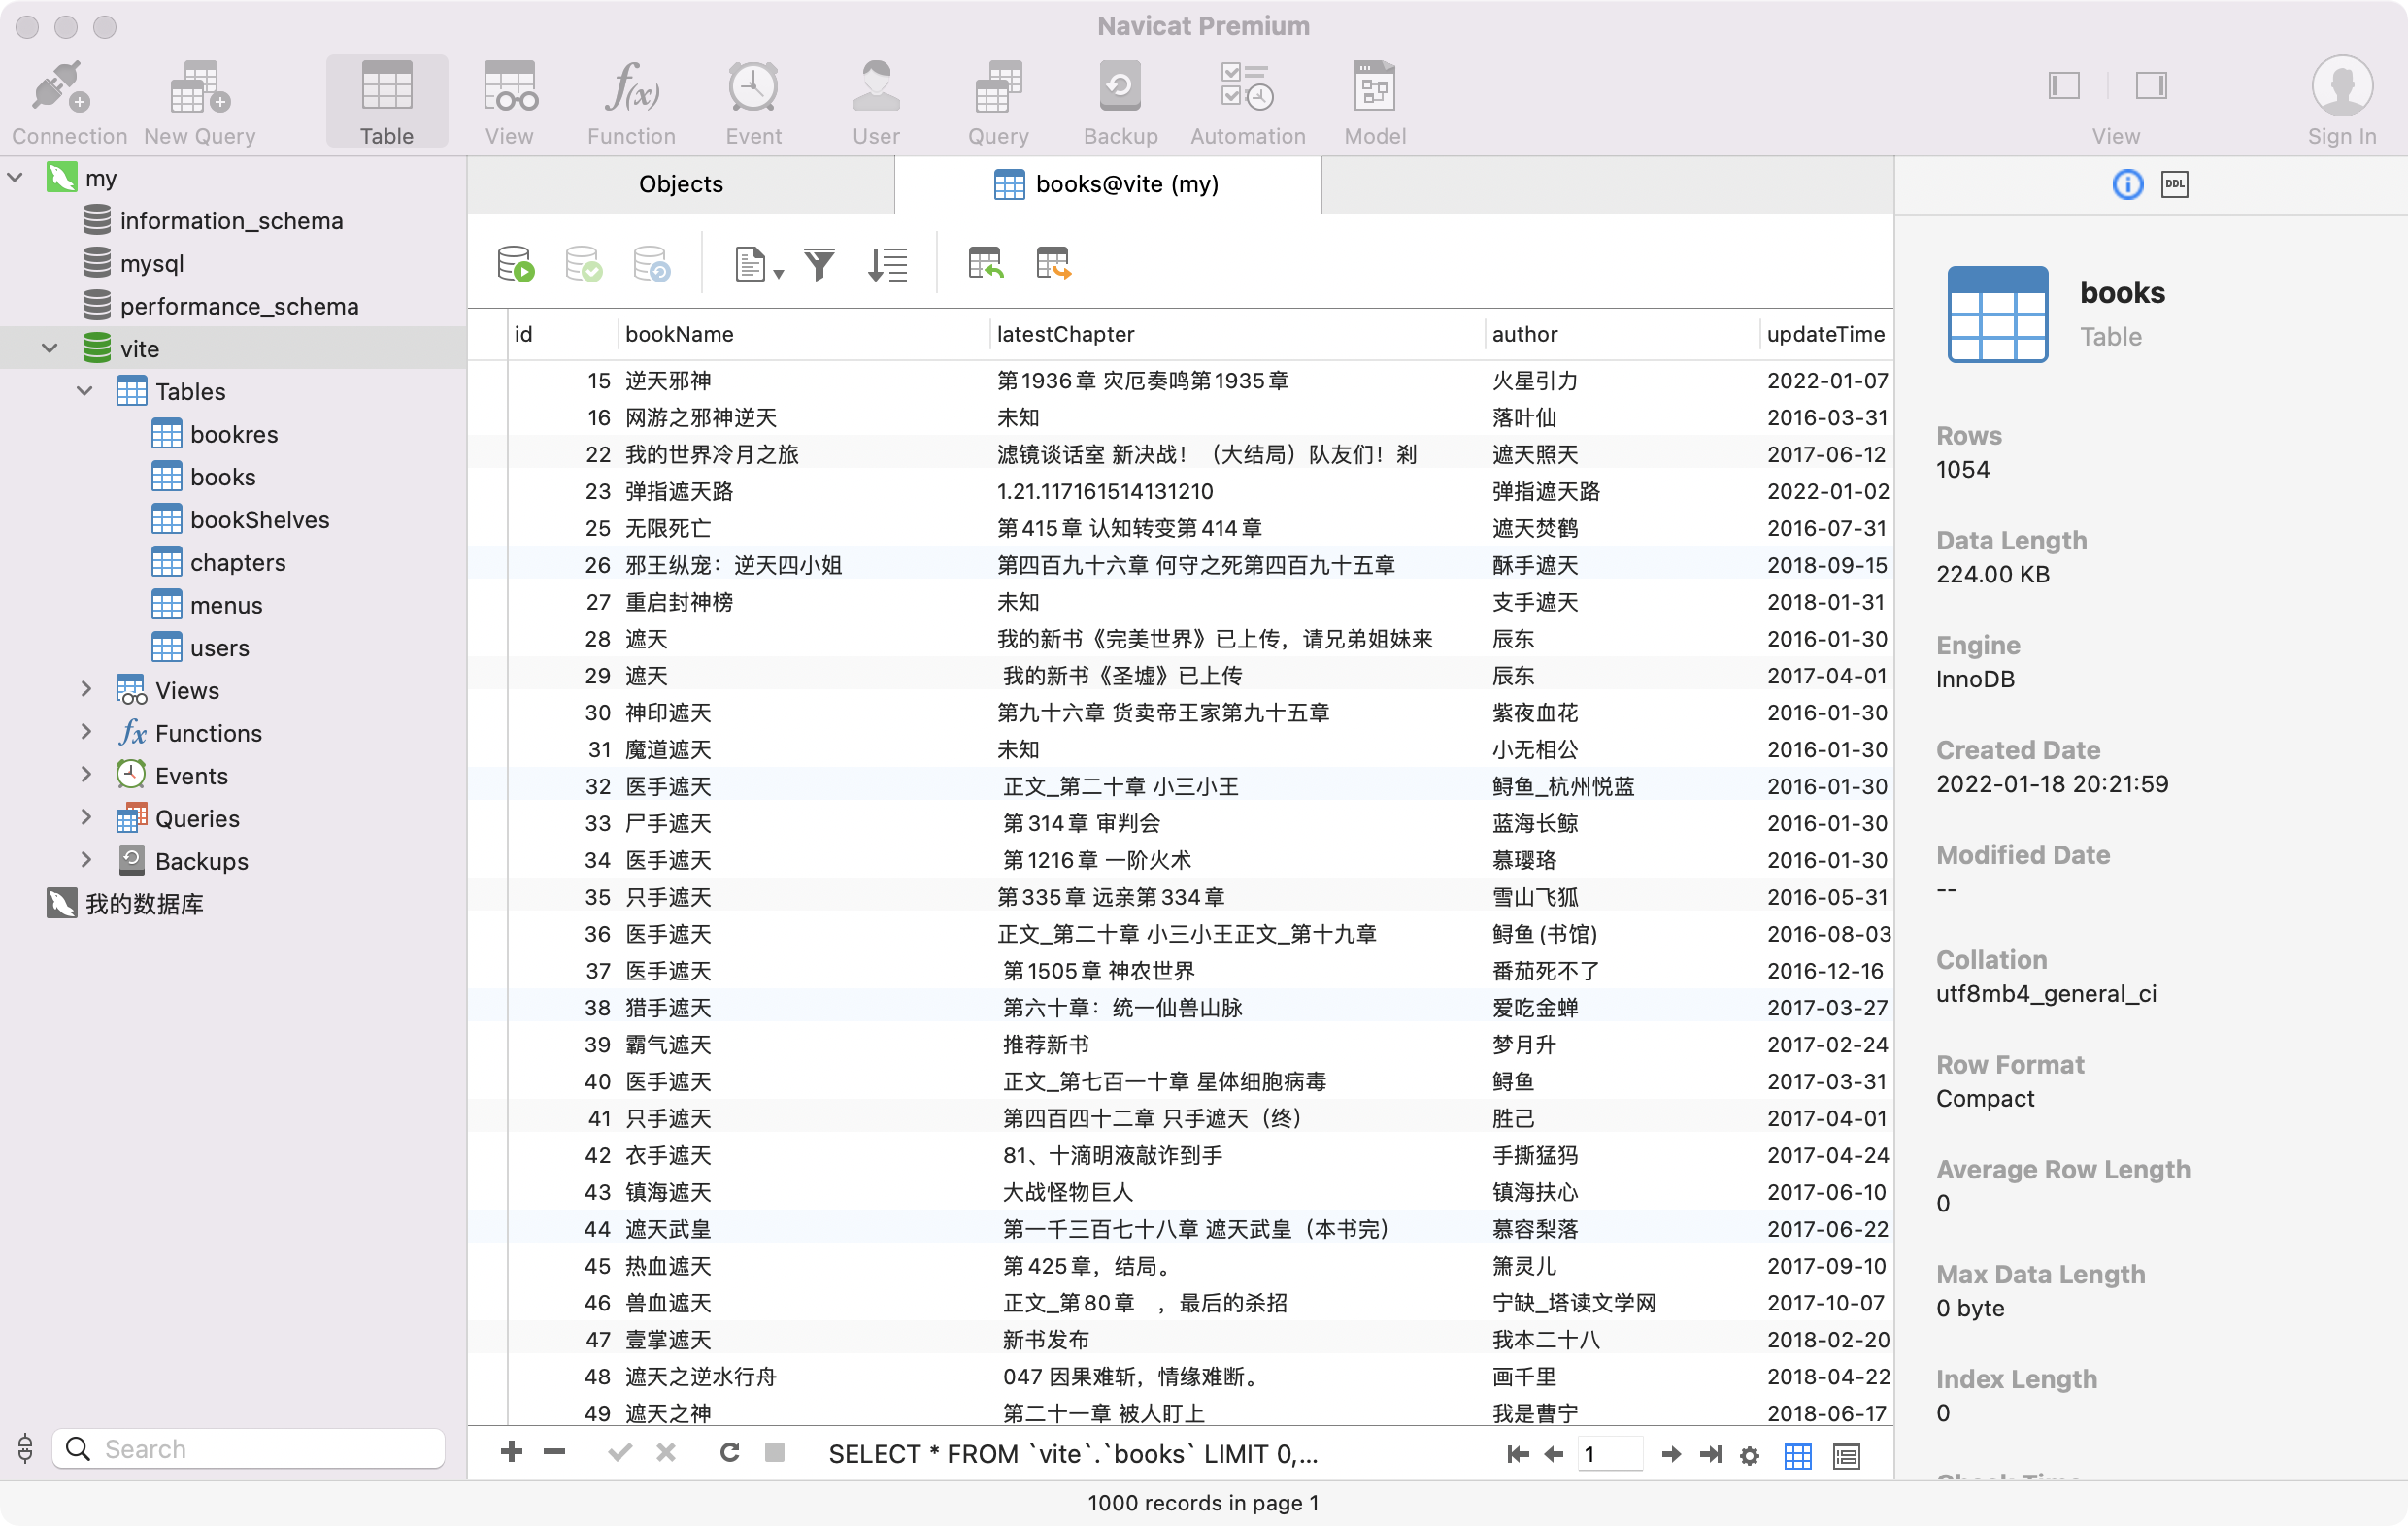 Navicat Premium
Connection New Query Table View Function Event User Query Backup Automation Model View Sign In
my
information_schema
mysql
performance_schema
vite
Tables
bookres
books
bookShelves
chapters
menus
users
Views
Functions
Events
Queries
Backups
我的数据库
Search
Objects books@vite (my)
id bookName latestChapter author updateTime
15 逆天邪神 第1936章 灾厄奏鸣第1935章 火星引力 2022-01-07
16 网游之邪神逆天 未知 落叶仙 2016-03-31
22 我的世界冷月之旅 滤镜谈话室 新决战！（大结局）队友们！刹 遮天照天 2017-06-12
23 弹指遮天路 1.21.117161514131210 弹指遮天路 2022-01-02
25 无限死亡 第415章 认知转变第414章 遮天焚鹤 2016-07-31
26 邪王纵宠：逆天四小姐 第四百九十六章 何守之死第四百九十五章 酥手遮天 2018-09-15
27 重启封神榜 未知 支手遮天 2018-01-31
28 遮天 我的新书《完美世界》已上传，请兄弟姐妹来 辰东 2016-01-30
29 遮天 我的新书《圣墟》已上传 辰东 2017-04-01
30 神印遮天 第九十六章 货卖帝王家第九十五章 紫夜血花 2016-01-30
31 魔道遮天 未知 小无相公 2016-01-30
32 医手遮天 正文_第二十章 小三小王 鲟鱼_杭州悦蓝 2016-01-30
33 尸手遮天 第314章 审判会 蓝海长鲸 2016-01-30
34 医手遮天 第1216章 一阶火术 慕璎珞 2016-01-30
35 只手遮天 第335章 远亲第334章 雪山飞狐 2016-05-31
36 医手遮天 正文_第二十章 小三小王正文_第十九章 鲟鱼(书馆) 2016-08-03
37 医手遮天 第1505章 神农世界 番茄死不了 2016-12-16
38 猎手遮天 第六十章：统一仙兽山脉 爱吃金蝉 2017-03-27
39 霸气遮天 推荐新书 梦月升 2017-02-24
40 医手遮天 正文_第七百一十章 星体细胞病毒 鲟鱼 2017-03-31
41 只手遮天 第四百四十二章 只手遮天（终） 胜己 2017-04-01
42 衣手遮天 81、十滴明液敲诈到手 手撕猛犸 2017-04-24
43 镇海遮天 大战怪物巨人 镇海扶心 2017-06-10
44 遮天武皇 第一千三百七十八章 遮天武皇（本书完） 慕容梨落 2017-06-22
45 热血遮天 第425章，结局。 箫灵儿 2017-09-10
46 兽血遮天 正文_第80章 ，最后的杀招 宁缺_塔读文学网 2017-10-07
47 壹掌遮天 新书发布 我本二十八 2018-02-20
48 遮天之逆水行舟 047 因果难斩，情缘难断。 画千里 2018-04-22
49 遮天之神 第二十一章 被人盯上 我是曹宁 2018-06-17
SELECT * FROM `vite`.`books` LIMIT 0,... 1
1000 records in page 1
DDL
books
Table
Rows
1054
Data Length
224.00 KB
Engine
InnoDB
Created Date
2022-01-18 20:21:59
Modified Date
--
Collation
utf8mb4_general_ci
Row Format
Compact
Average Row Length
0
Max Data Length
0 byte
Index Length
0